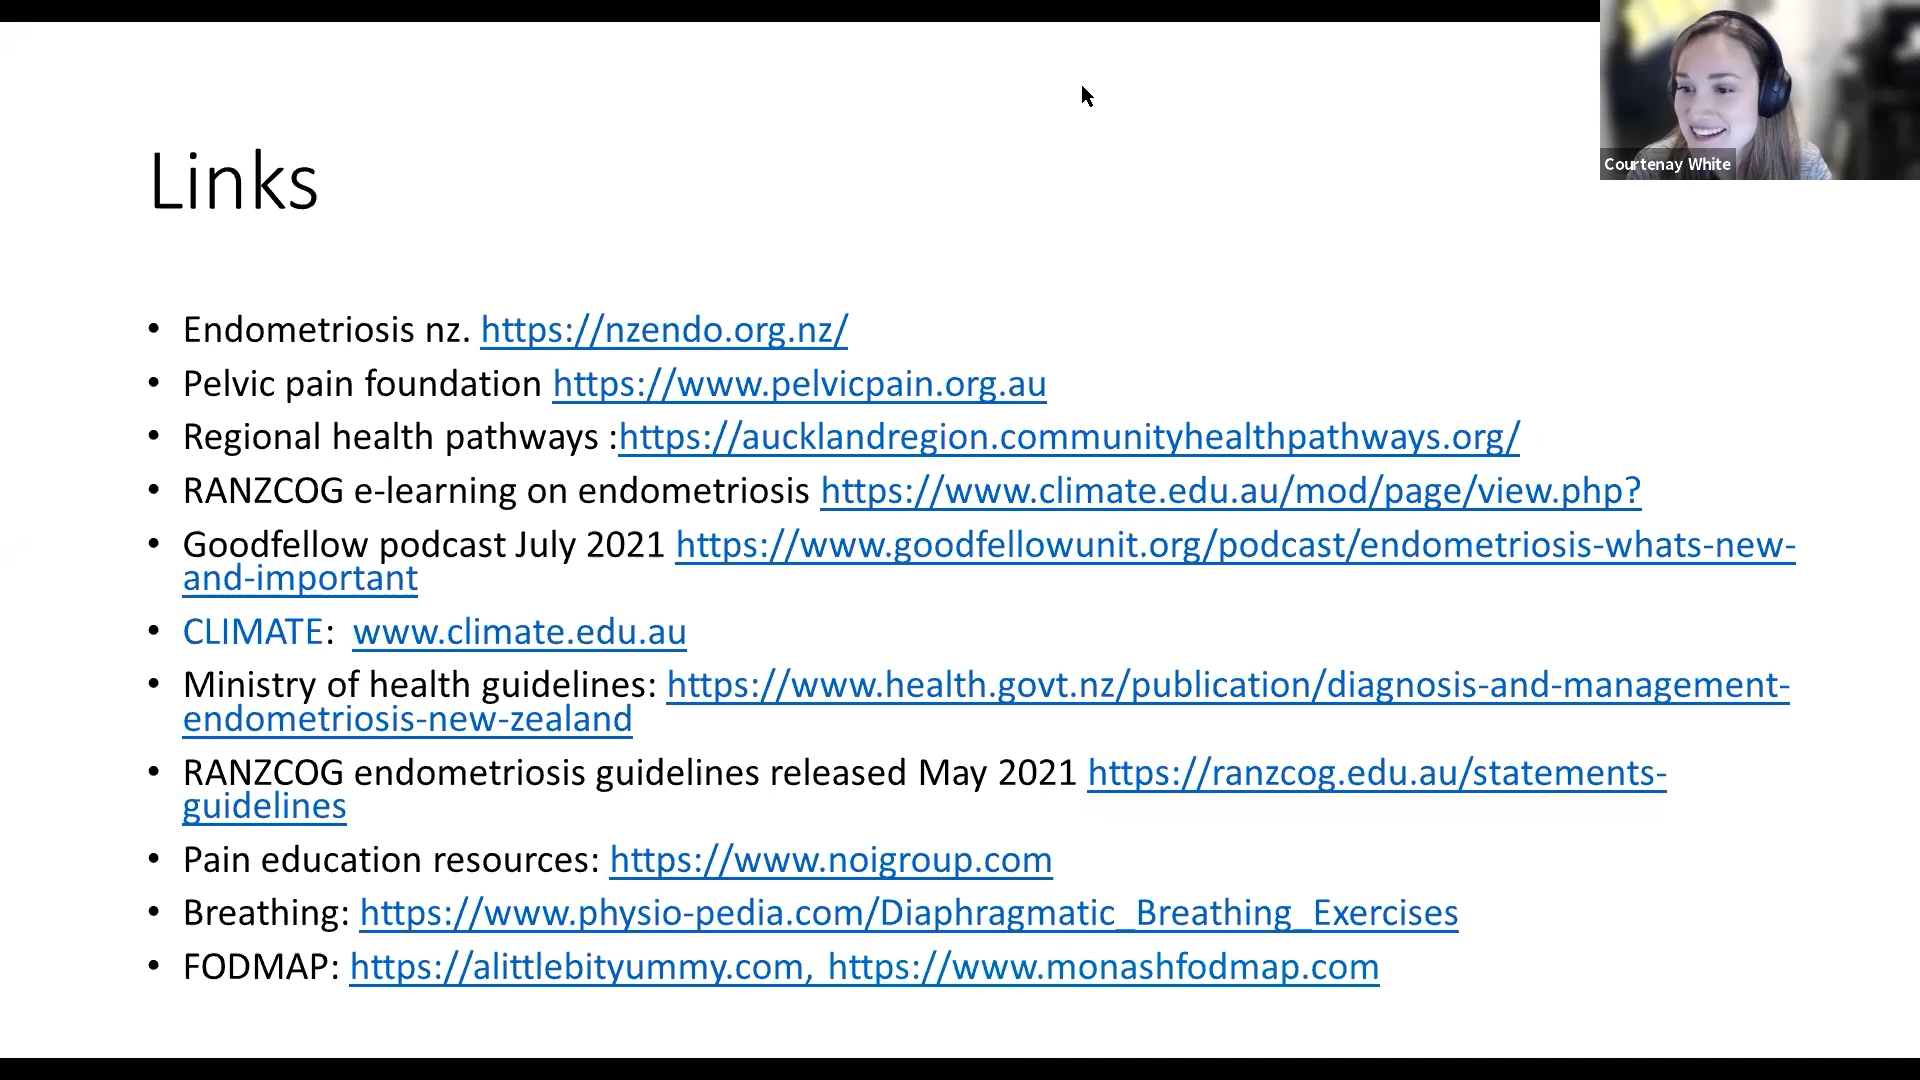 Courtenay White
Links
• Endometriosis nz. https://nzendo.org.nz/
• Pelvic pain foundation https://www.pelvicpain.org.au
• Regional health pathways :https://aucklandregion.communityhealthpathways.org/
• RANZCOG e-learning on endometriosis https://www.climate.edu.au/mod/page/view.php?
• Goodfellow podcast July 2021 https://www.goodfellowunit.org/podcast/endometriosis-whats-new-
and-important
• CLIMATE: www.climate.edu.au
• Ministry of health guidelines: https://www.health.govt.nz/publication/diagnosis-and-management-
endometriosis-new-zealand
• RANZCOG endometriosis guidelines released May 2021 https://ranzcog.edu.au/statements-
guidelines
• Pain education resources: https://www.noigroup.com
• Breathing: https://www.physio-pedia.com/Diaphragmatic_Breathing_Exercises
• FODMAP: https://alittlebityummy.com, https://www.monashfodmap.com